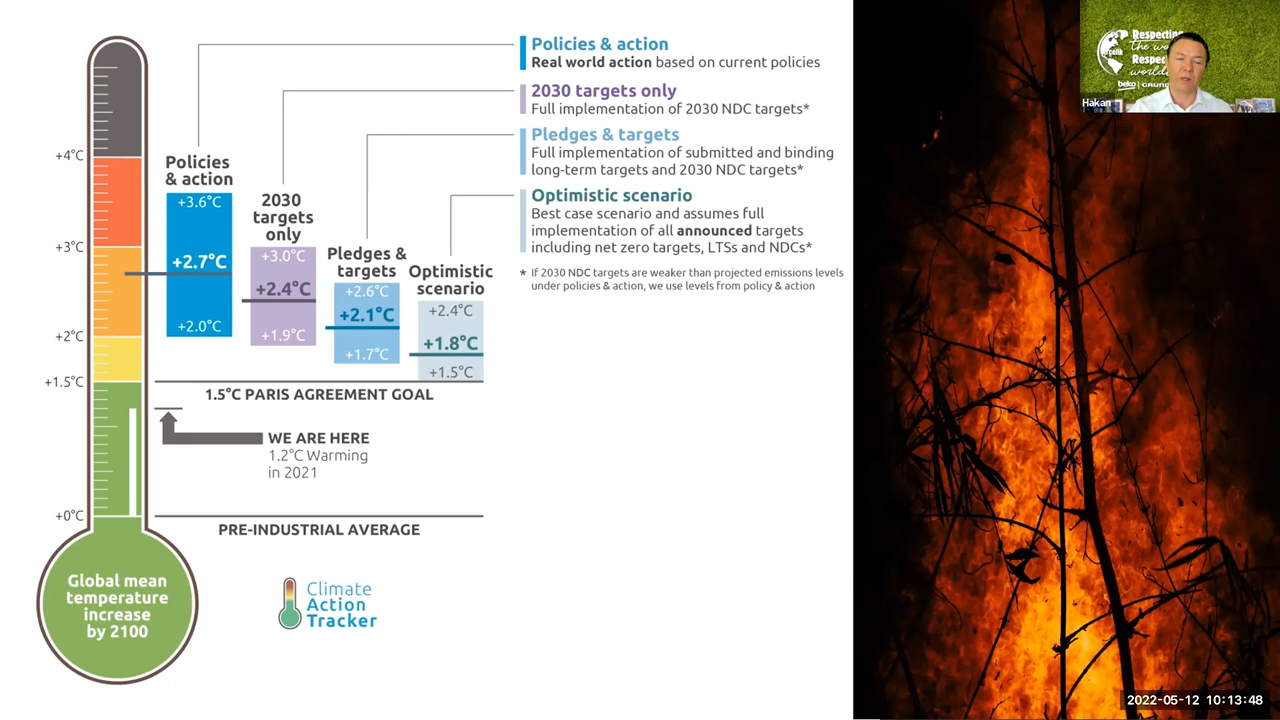 Policies & action
Real world action based on current policies
2030 targets only
Full implementation of 2030 NDC targets*
Pledges & targets
Full implementation of submitted and binding
long-term targets and 2030 NDC targets*
Optimistic scenario
Best case scenario and assumes full
implementation of all announced targets
including net zero targets, LTSs and NDCs*
* If 2030 NDC targets are weaker than projected emissions levels
under policies & action, we use levels from policy & action
+4°C
+3°C
+2°C
+1.5°C
+0°C
Policies
& action
+3.6°C
+2.7°C
+2.0°C
2030
targets
only
+3.0°C
+2.4°C
+1.9°C
Pledges &
targets
+2.6°C
+2.1°C
+1.7°C
Optimistic
scenario
+2.4°C
+1.8°C
+1.5°C
1.5°C PARIS AGREEMENT GOAL
WE ARE HERE
1.2°C Warming
in 2021
PRE-INDUSTRIAL AVERAGE
Global mean
temperature
increase
by 2100
Climate
Action
Tracker
Respecting
the
beko
Hakan
2022-05-12 10:13:48